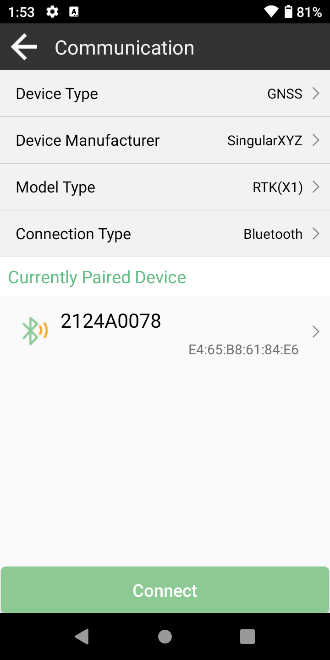 1:53 81%
Communication
Device Type GNSS
Device Manufacturer SingularXYZ
Model Type RTK(X1)
Connection Type Bluetooth
Currently Paired Device
2124A0078
E4:65:B8:61:84:E6
Connect